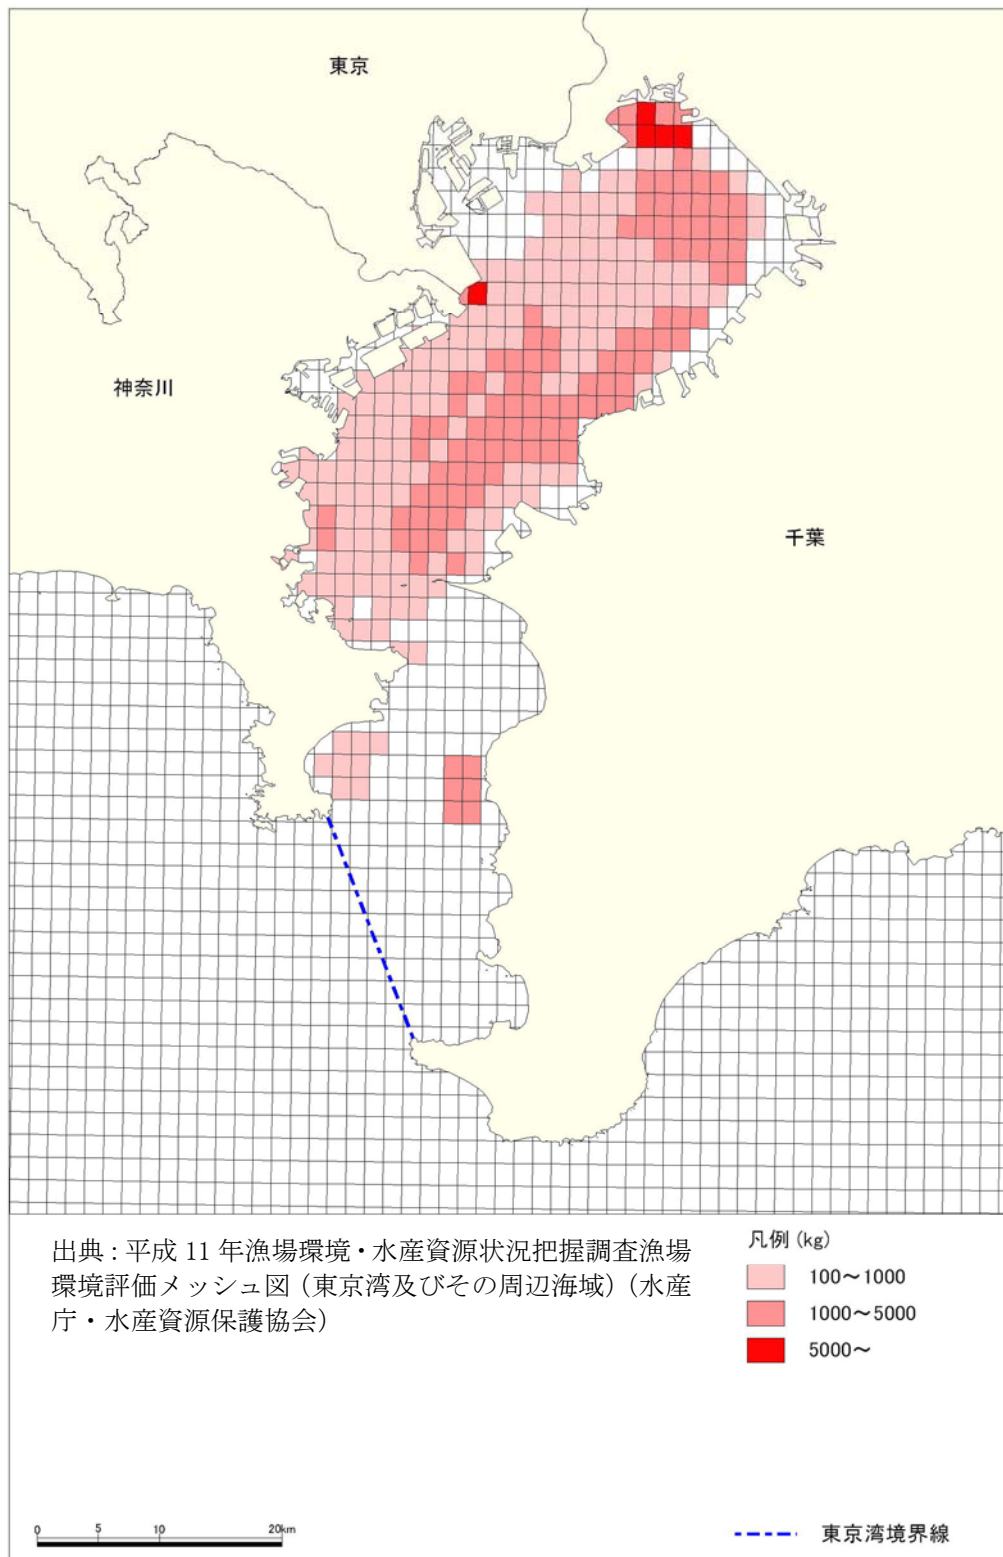 東京
神奈川
千葉
出典：平成 11 年漁場環境・水産資源状況把握調査漁場
環境評価メッシュ図（東京湾及びその周辺海域）（水産
庁・水産資源保護協会）
凡例 (kg)
100～1000
1000～5000
5000～
0 5 10 20km
東京湾境界線